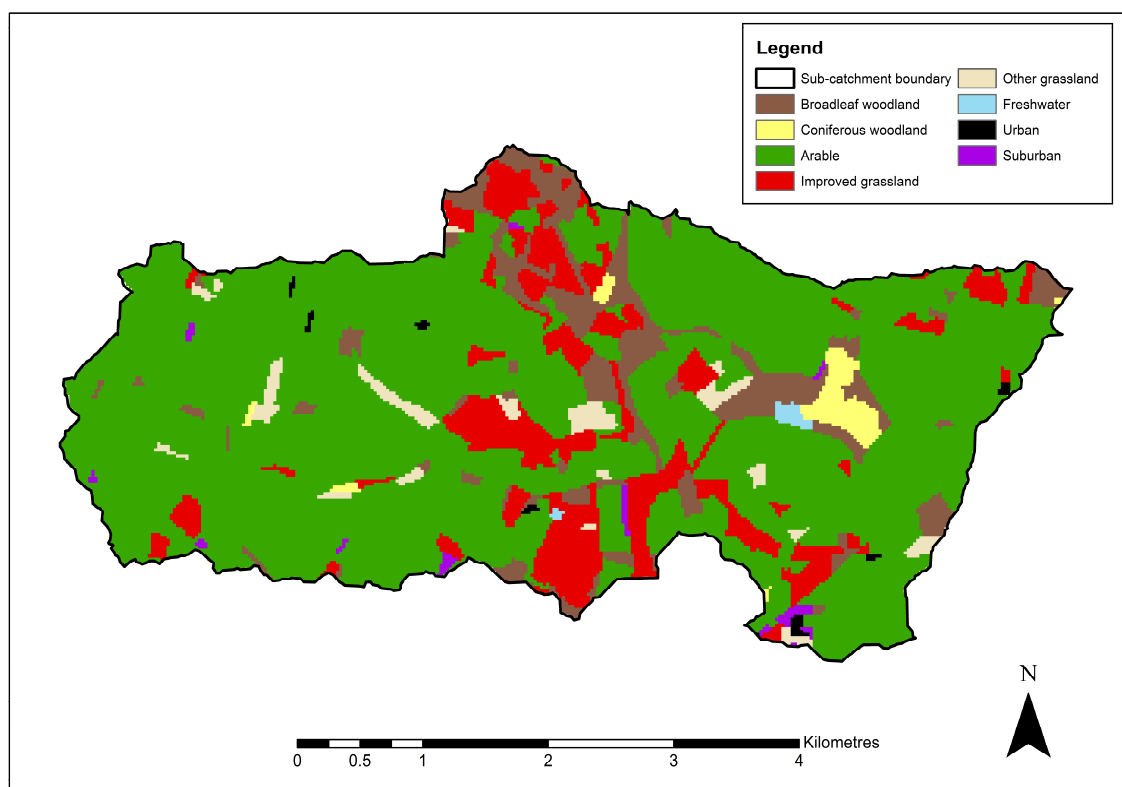 Legend
Sub-catchment boundary
Broadleaf woodland
Coniferous woodland
Arable
Improved grassland
Other grassland
Freshwater
Urban
Suburban
N
Kilometres
0 0.5 1 2 3 4